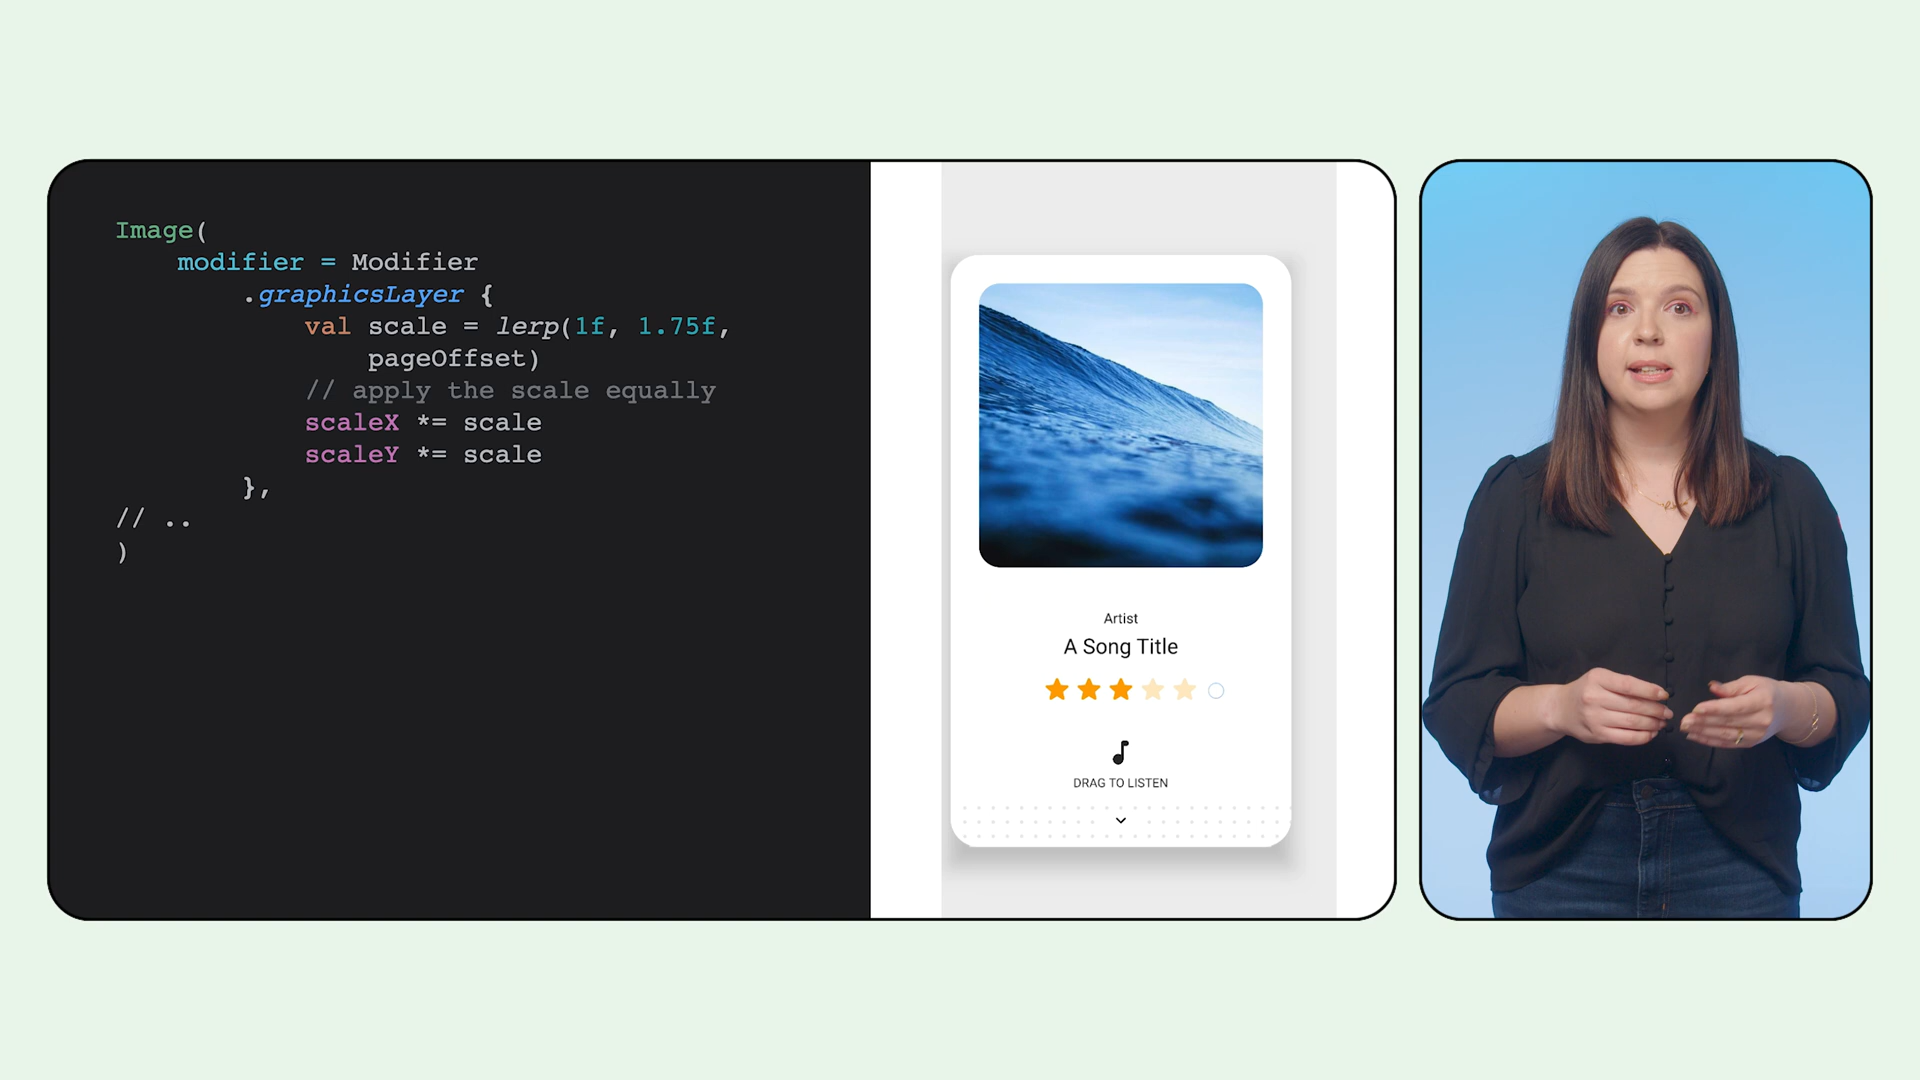 Image(
    modifier = Modifier
        .graphicsLayer {
            val scale = lerp(1f, 1.75f,
                pageOffset)
            // apply the scale equally
            scaleX *= scale
            scaleY *= scale
        },
// ..
)
Artist
A Song Title
DRAG TO LISTEN